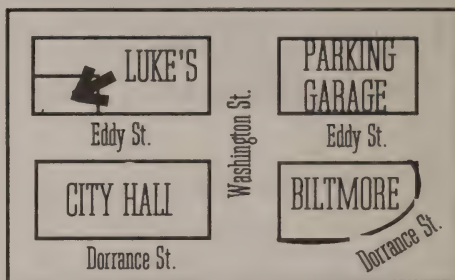 LUKE'S
PARKING
GARAGE
Eddy St.
Washington St.
Eddy St.
CITY HALL
BILTMORE
Dorrance St.
Dorrance St.